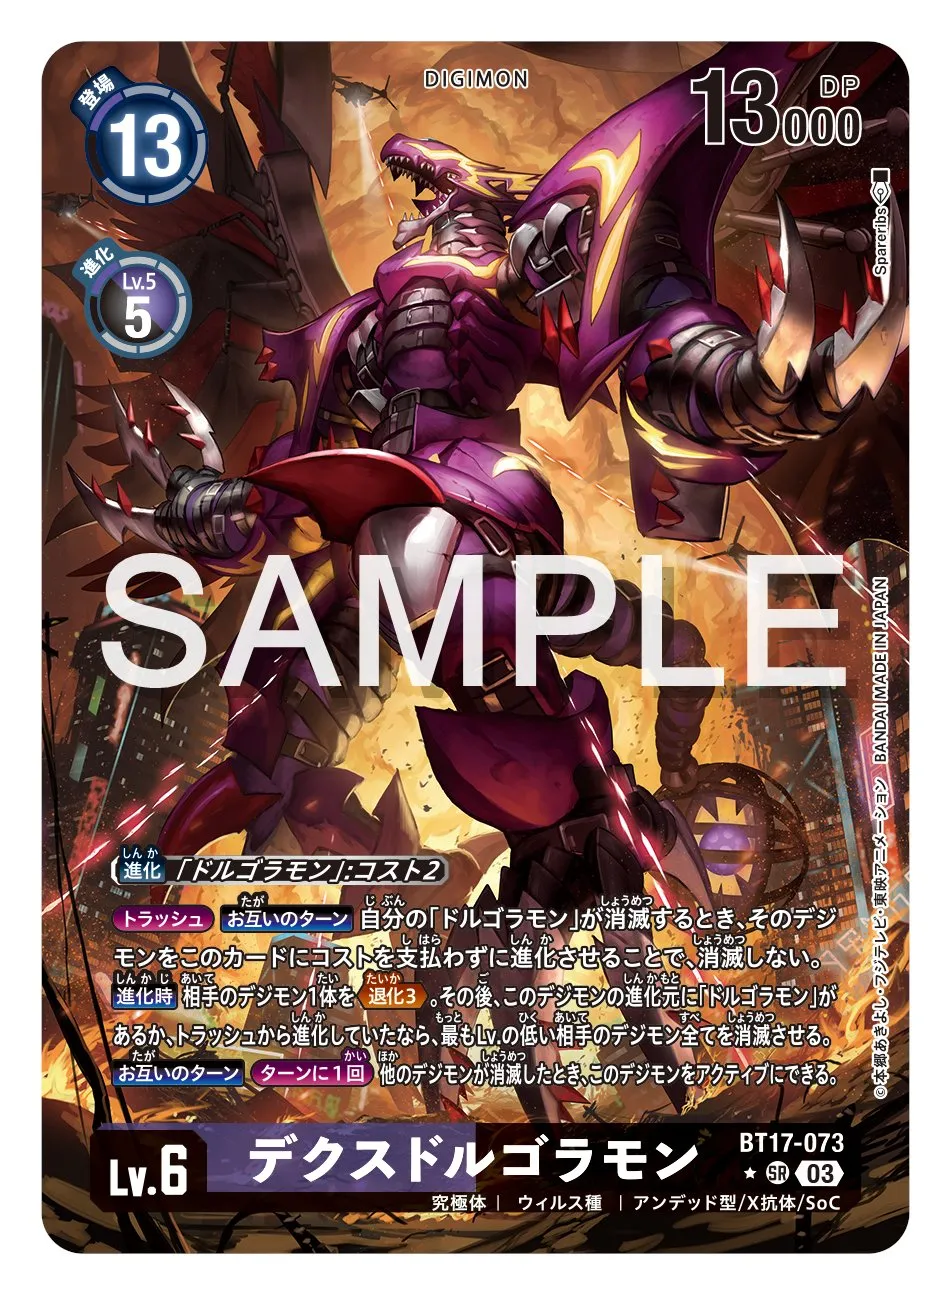 DIGIMON
登場
13
13000
DP
進化
Lv.5
5
Spareribs
SAMPLE
進化 「ドルゴラモン」:コスト2
トラッシュ お互いのターン 自分の「ドルゴラモン」が消滅するとき、そのデジ
モンをこのカードにコストを支払わずに進化させることで、消滅しない。
進化時 相手のデジモン1体を 退化3 。その後、このデジモンの進化元に「ドルゴラモン」が
あるか、トラッシュから進化していたなら、最もLv.の低い相手のデジモン全てを消滅させる。
お互いのターン ターンに1回 他のデジモンが消滅したとき、このデジモンをアクティブにできる。
©本郷あきよし・フジテレビ・東映アニメーション BANDAI MADE IN JAPAN
Lv.6
デクスドルゴラモン
BT17-073
SR 03
究極体 | ウィルス種 | アンデッド型/X抗体/SoC